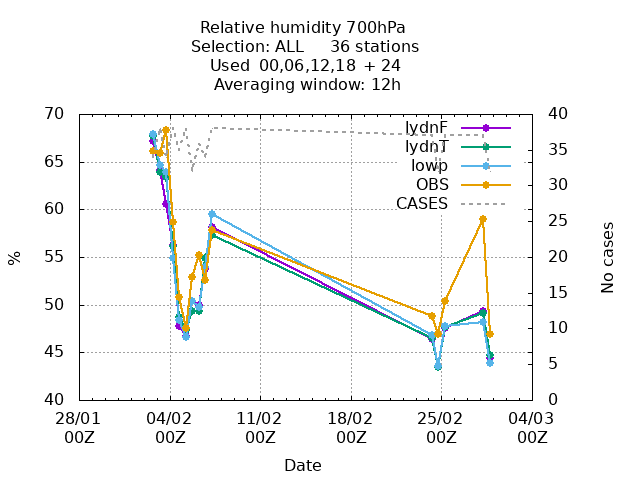 Relative humidity 700hPa
Selection: ALL 36 stations
Used 00,06,12,18 + 24
Averaging window: 12h
70 40
lydnF
35
65 lydnT
lowp
30
OBS
60 CASES
25
55 20
%
No cases
15
50
10
45
5
40 0
28/01 04/02 11/02 18/02 25/02 04/03
00Z 00Z 00Z 00Z 00Z 00Z
Date